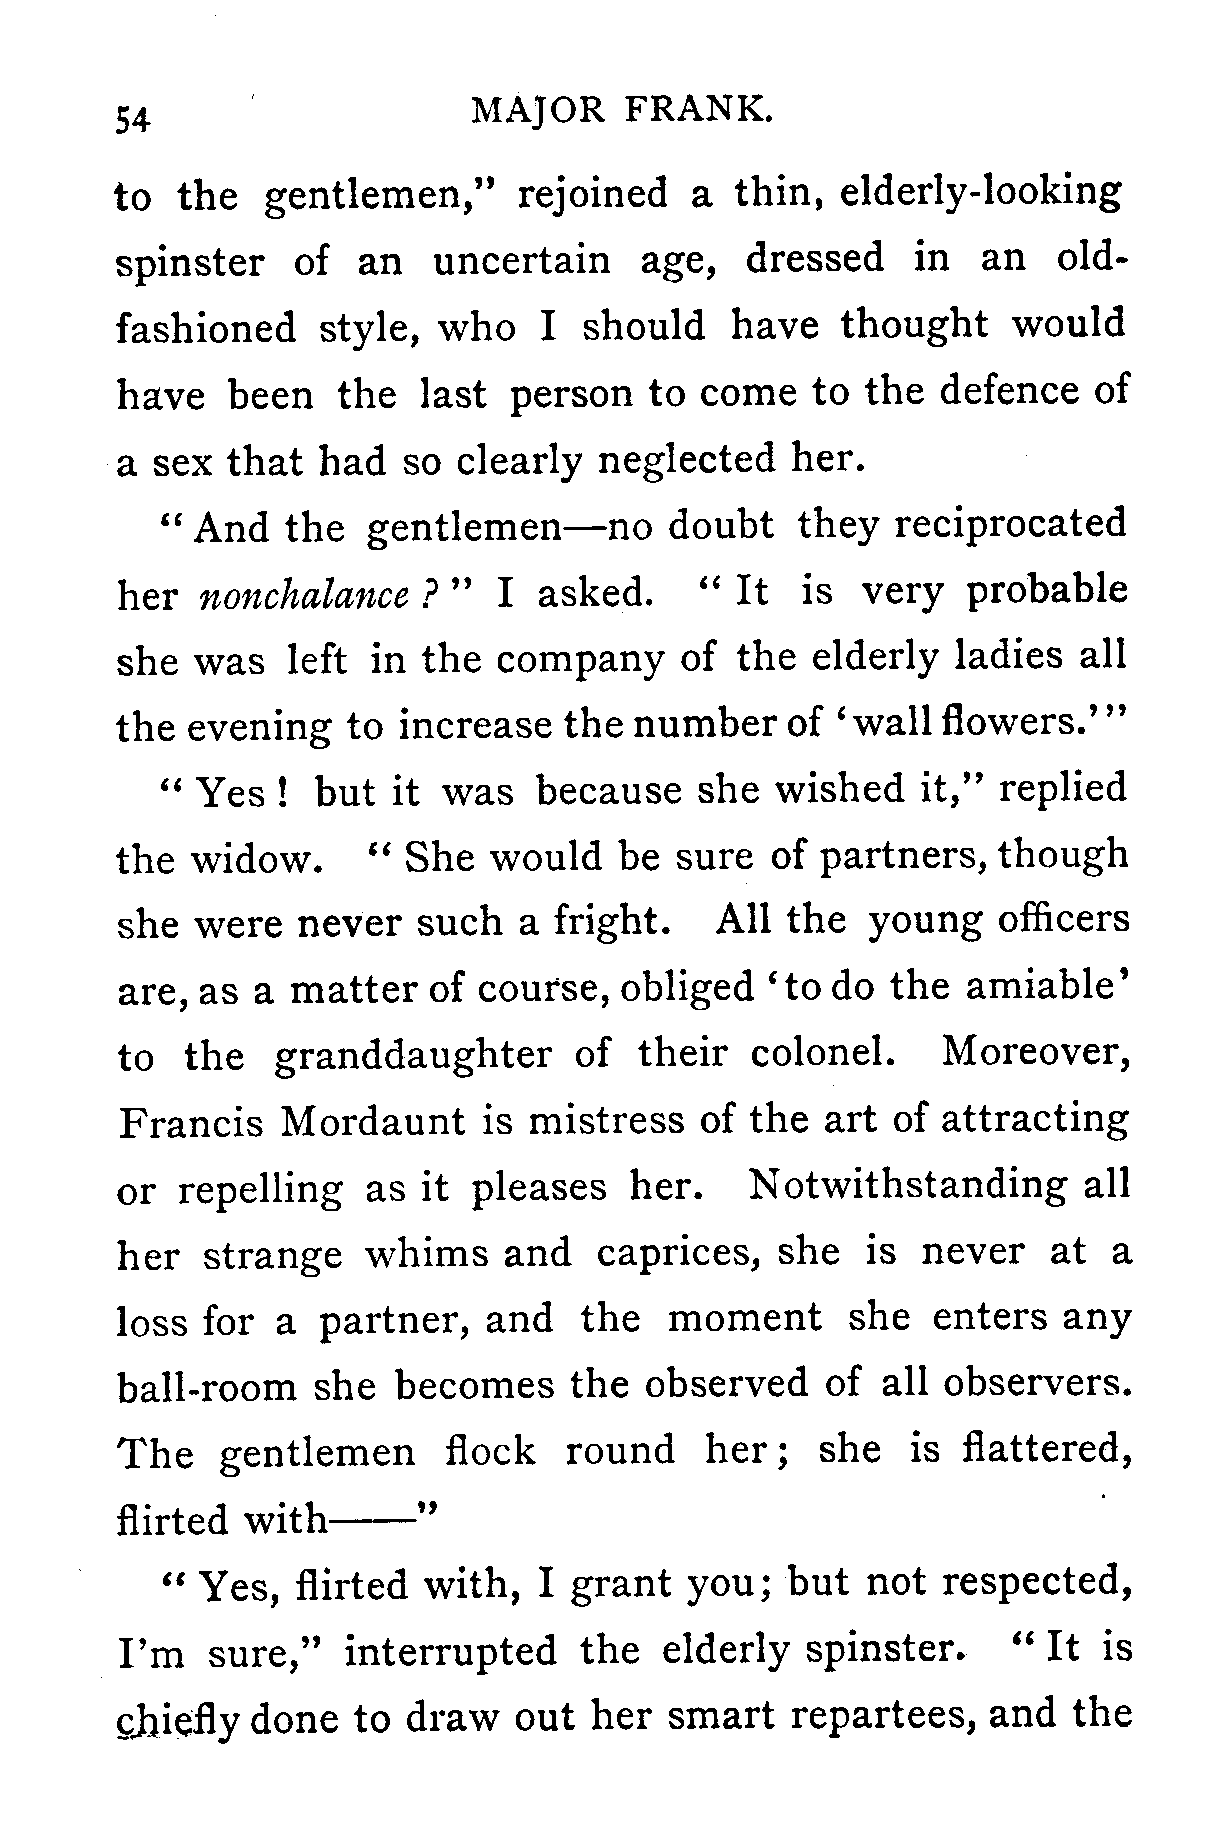 54 MAJOR FRANK.
to the gentlemen,” rejoined a thin, elderly-looking
spinster of an uncertain age, dressed in an old-
fashioned style, who I should have thought would
have been the last person to come to the defence of
a sex that had so clearly neglected her.
“ And the gentlemen—no doubt they reciprocated
her nonchalance ? ” I asked. “ It is very probable
she was left in the company of the elderly ladies all
the evening to increase the number of ‘wall flowers.’”
“ Yes ! but it was because she wished it,” replied
the widow. “ She would be sure of partners, though
she were never such a fright. All the young officers
are, as a matter of course, obliged ‘to do the amiable’
to the granddaughter of their colonel. Moreover,
Francis Mordaunt is mistress of the art of attracting
or repelling as it pleases her. Notwithstanding all
her strange whims and caprices, she is never at a
loss for a partner, and the moment she enters any
ball-room she becomes the observed of all observers.
The gentlemen flock round her ; she is flattered,
flirted with——”
“ Yes, flirted with, I grant you; but not respected,
I’m sure,” interrupted the elderly spinster. “ It is
chiefly done to draw out her smart repartees, and the